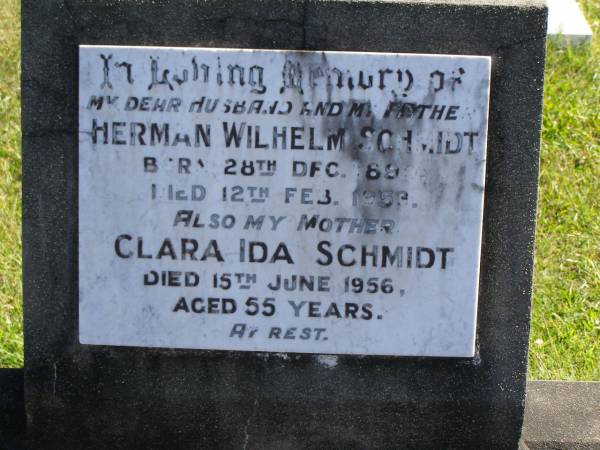 In Loving Memory of
MY DEAR HUSBAND AND MY FATHER
HERMAN WILHELM SCHMIDT
BORN 28TH DEC.
DIED 12TH FEB.
ALSO MY MOTHER
CLARA IDA SCHMIDT
DIED 15TH JUNE 1956,
AGED 55 YEARS.
AT REST.